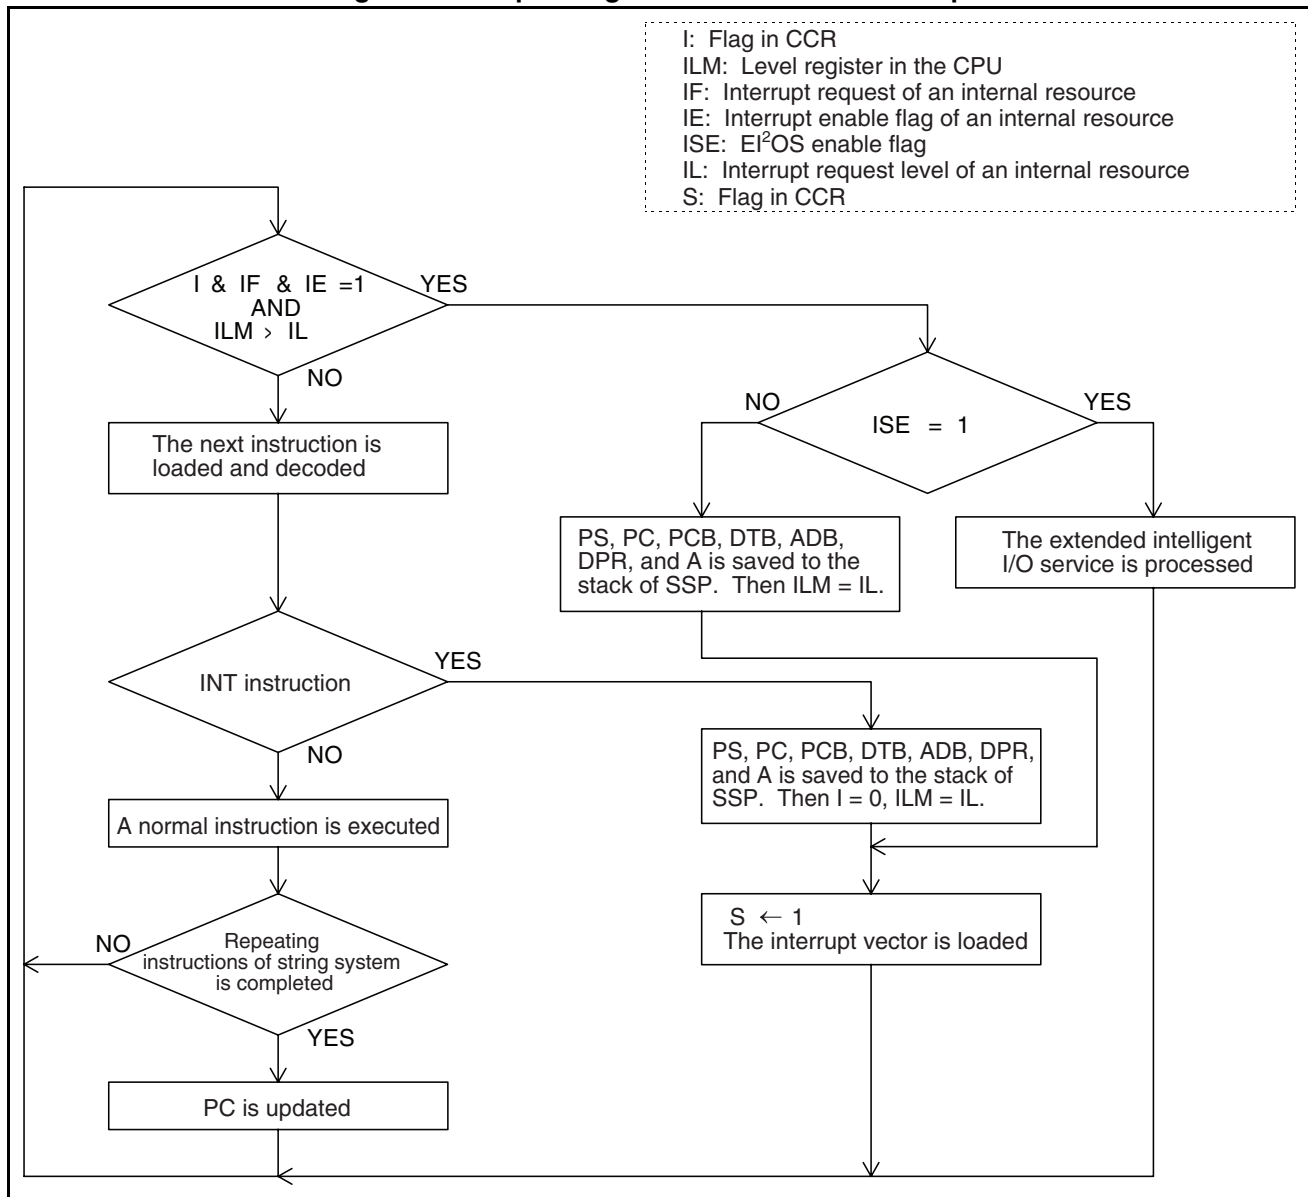 I: Flag in CCR
ILM: Level register in the CPU
IF: Interrupt request of an internal resource
IE: Interrupt enable flag of an internal resource
ISE: EI²OS enable flag
IL: Interrupt request level of an internal resource
S: Flag in CCR
I & IF & IE =1
AND
ILM > IL
YES
NO
ISE = 1
NO
YES
The next instruction is
loaded and decoded
PS, PC, PCB, DTB, ADB,
DPR, and A is saved to the
stack of SSP. Then ILM = IL.
The extended intelligent
I/O service is processed
INT instruction
YES
NO
PS, PC, PCB, DTB, ADB, DPR,
and A is saved to the stack of
SSP. Then I = 0, ILM = IL.
A normal instruction is executed
S ← 1
The interrupt vector is loaded
Repeating
instructions of string system
is completed
NO
YES
PC is updated